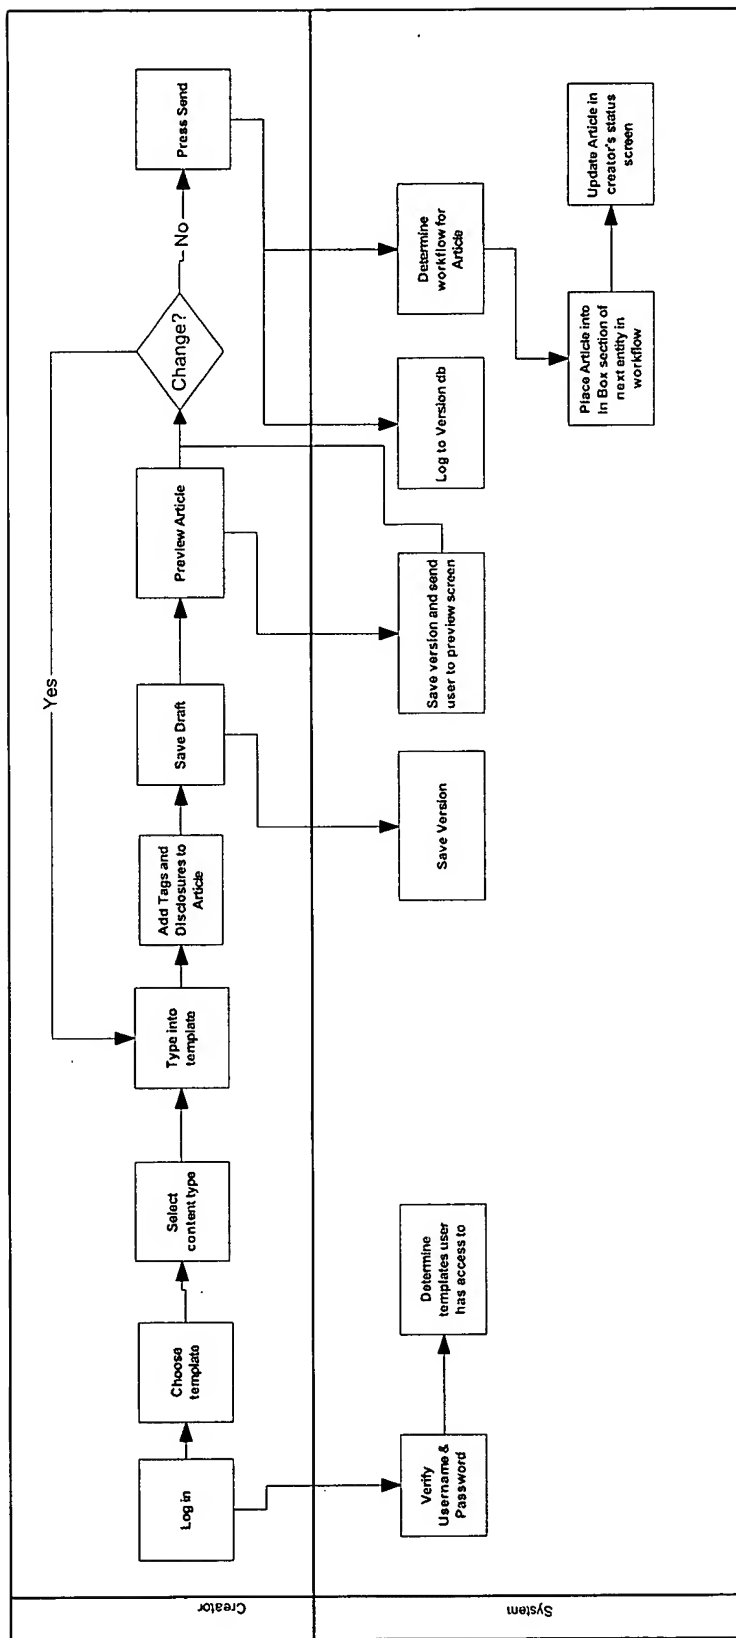 Creator
Log in
Choose
template
Select
content type
Type into
template
Add Tags and
Disclosures to
Article
Save Draft
Preview Article
Change?
Yes
No
Press Send
System
Verify
Username &
Password
Determine
templates user
has access to
Save Version
Save version and send
user to preview screen
Log to Version db
Determine
workflow for
Article
Place Article into
In Box section of
next entity in
workflow
Update Article in
creator's status
screen